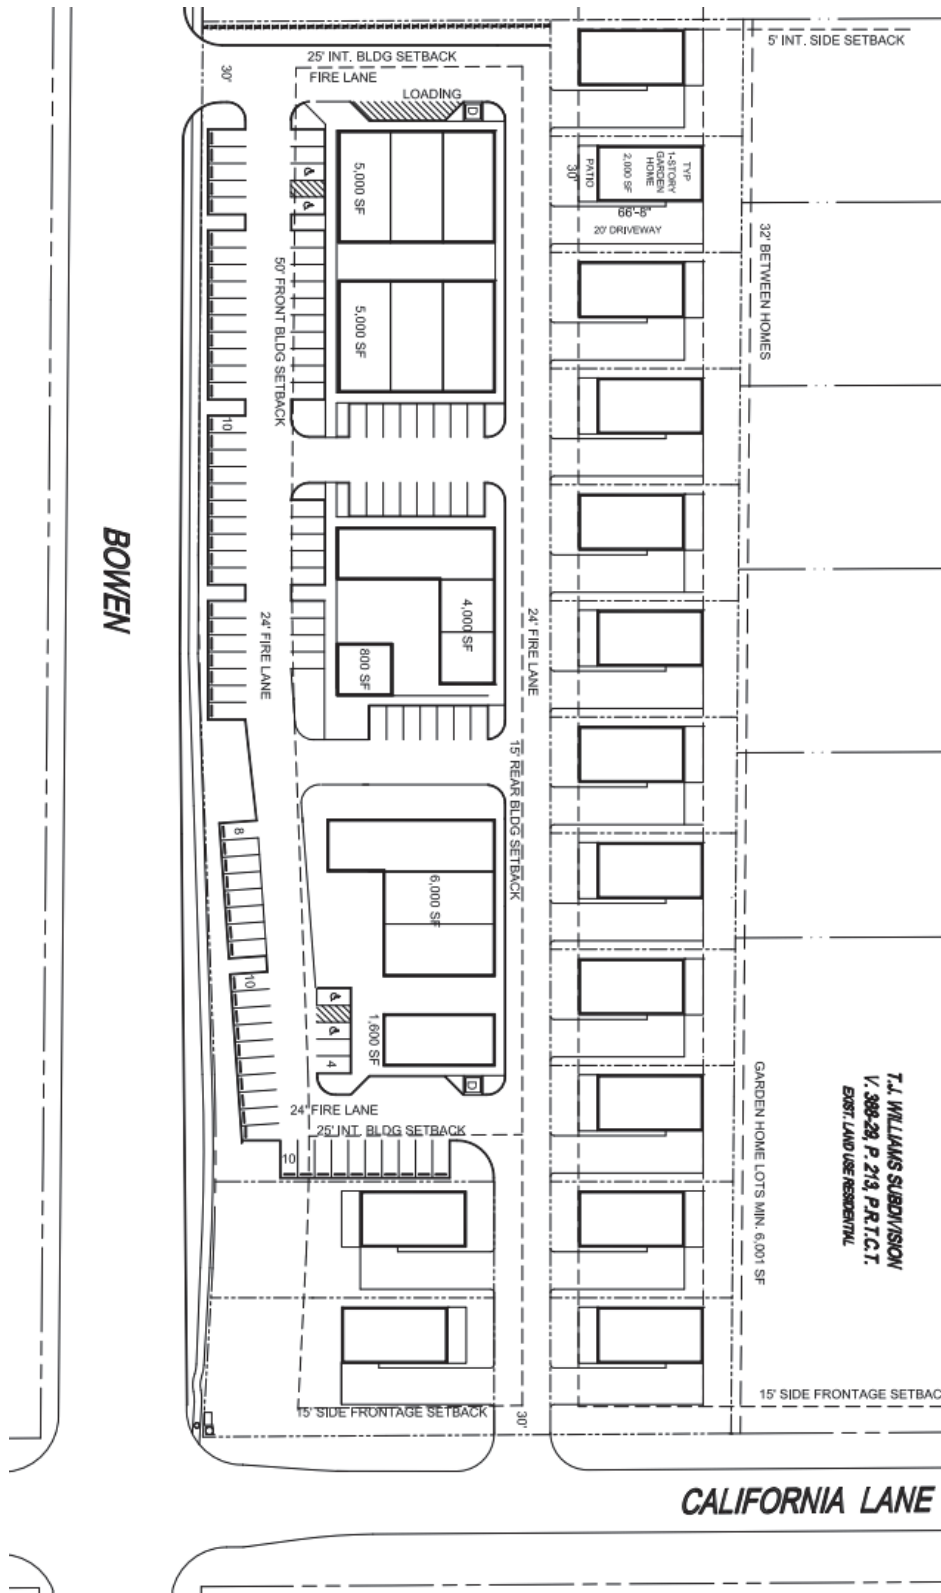 5' INT. SIDE SETBACK
25' INT. BLDG SETBACK
30'
FIRE LANE
LOADING
D
5,000 SF
TYP
1-STORY
GARDEN
HOME
2,000 SF
PATIO
30'
66'-8"
20' DRIVEWAY
32' BETWEEN HOMES
50' FRONT BLDG SETBACK
5,000 SF
10
BOWEN
24' FIRE LANE
4,000 SF
800 SF
24' FIRE LANE
15' REAR BLDG SETBACK
8
6,000 SF
10
1,600 SF
4
D
24' FIRE LANE
25' INT. BLDG SETBACK
10
GARDEN HOME LOTS MIN. 6,001 SF
T.J. WILLIAMS SUBDIVISION
V. 388-29, P. 213, P.R.T.C.T.
EXIST. LAND USE RESIDENTIAL
15' SIDE FRONTAGE SETBAC
15' SIDE FRONTAGE SETBACK
30'
CALIFORNIA LANE